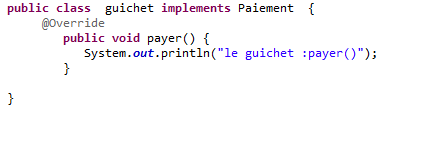 public class  guichet implements Paiement  {
@Override
public void payer() {
System.out.println("le guichet :payer()");
}
}